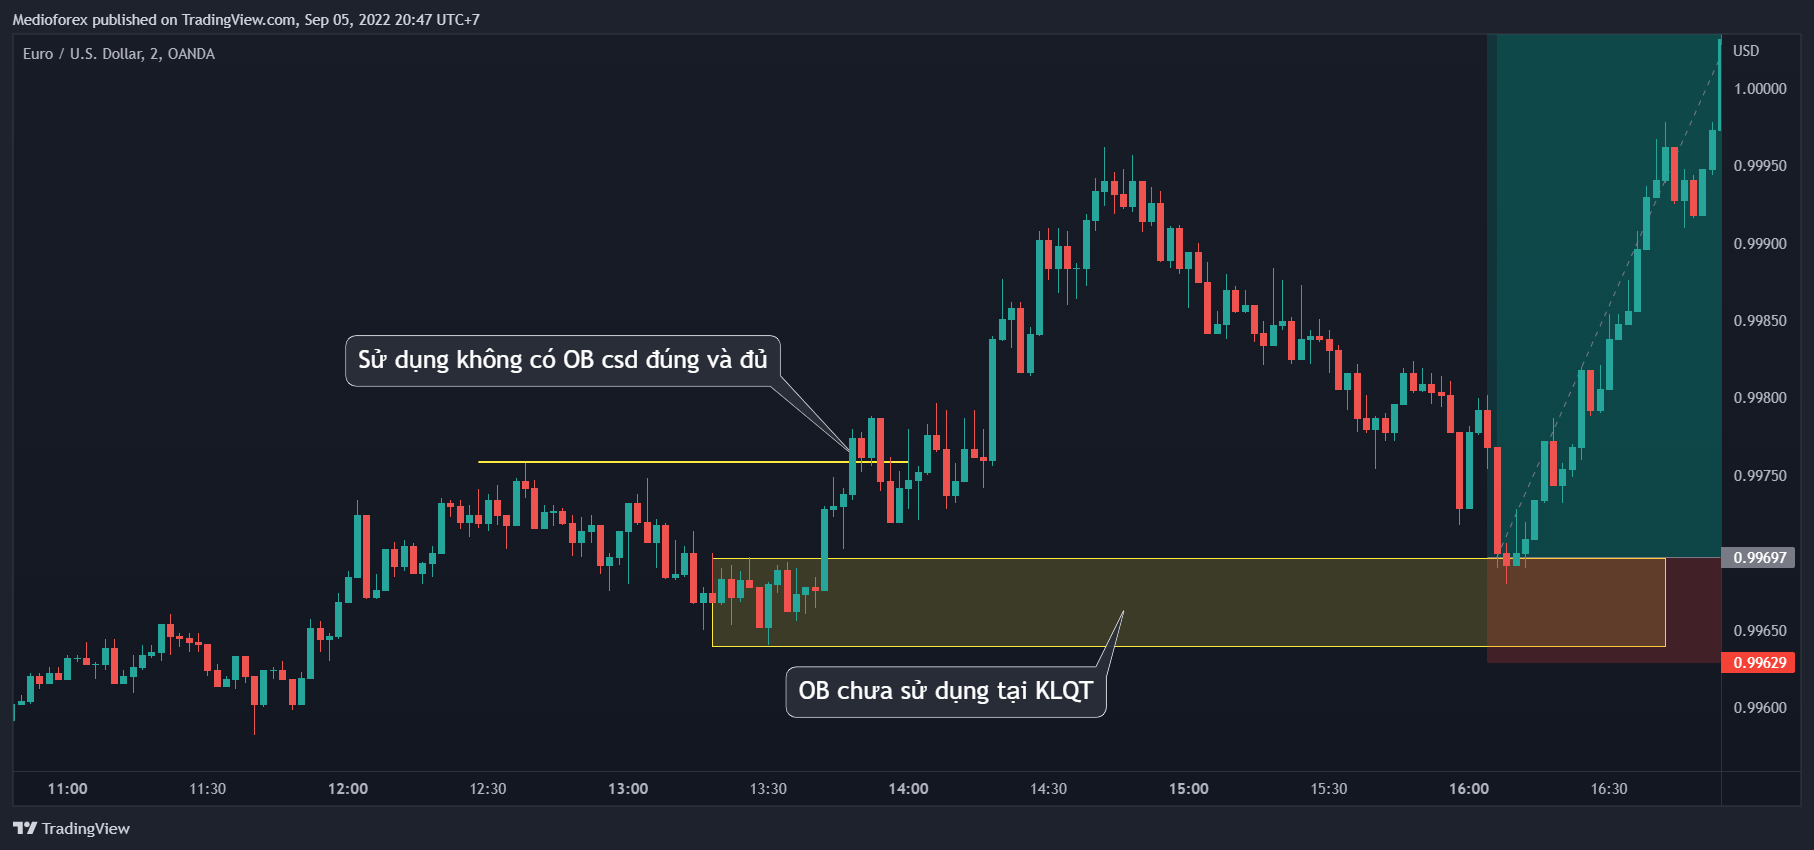 Medioforex published on TradingView.com, Sep 05, 2022 20:47 UTC+7
Euro / U.S. Dollar, 2, OANDA
USD
1.00000
0.99950
0.99900
0.99850
Sử dụng không có OB csd đúng và đủ
0.99800
0.99750
0.99697
0.99650
0.99629
OB chưa sử dụng tại KLQT
0.99600
11:00 11:30 12:00 12:30 13:00 13:30 14:00 14:30 15:00 15:30 16:00 16:30
TradingView